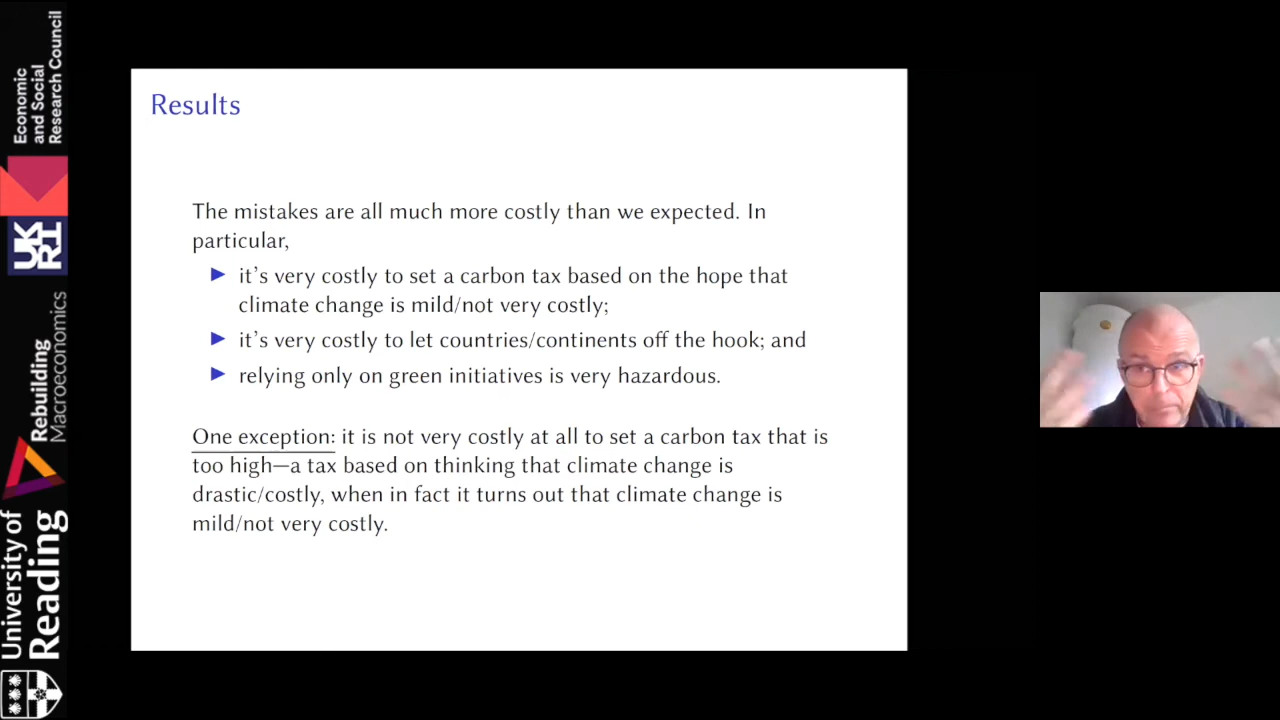 Economic
and Social
Research Council
UKRI
Rebuilding
Macroeconomics
University of
Reading
Results
The mistakes are all much more costly than we expected. In
particular,
▶ it's very costly to set a carbon tax based on the hope that
climate change is mild/not very costly;
▶ it's very costly to let countries/continents off the hook; and
▶ relying only on green initiatives is very hazardous.
One exception: it is not very costly at all to set a carbon tax that is
too high—a tax based on thinking that climate change is
drastic/costly, when in fact it turns out that climate change is
mild/not very costly.